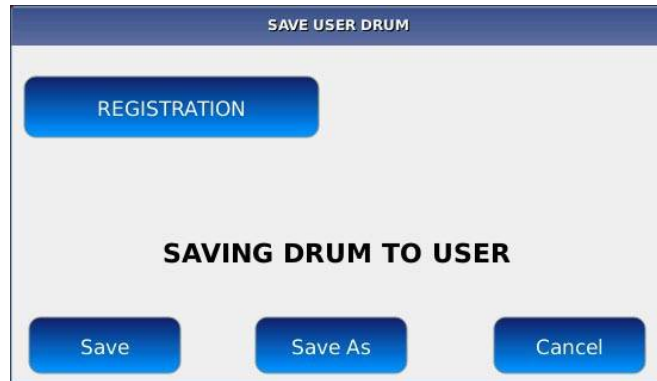 SAVE USER DRUM
REGISTRATION
SAVING DRUM TO USER
Save Save As Cancel